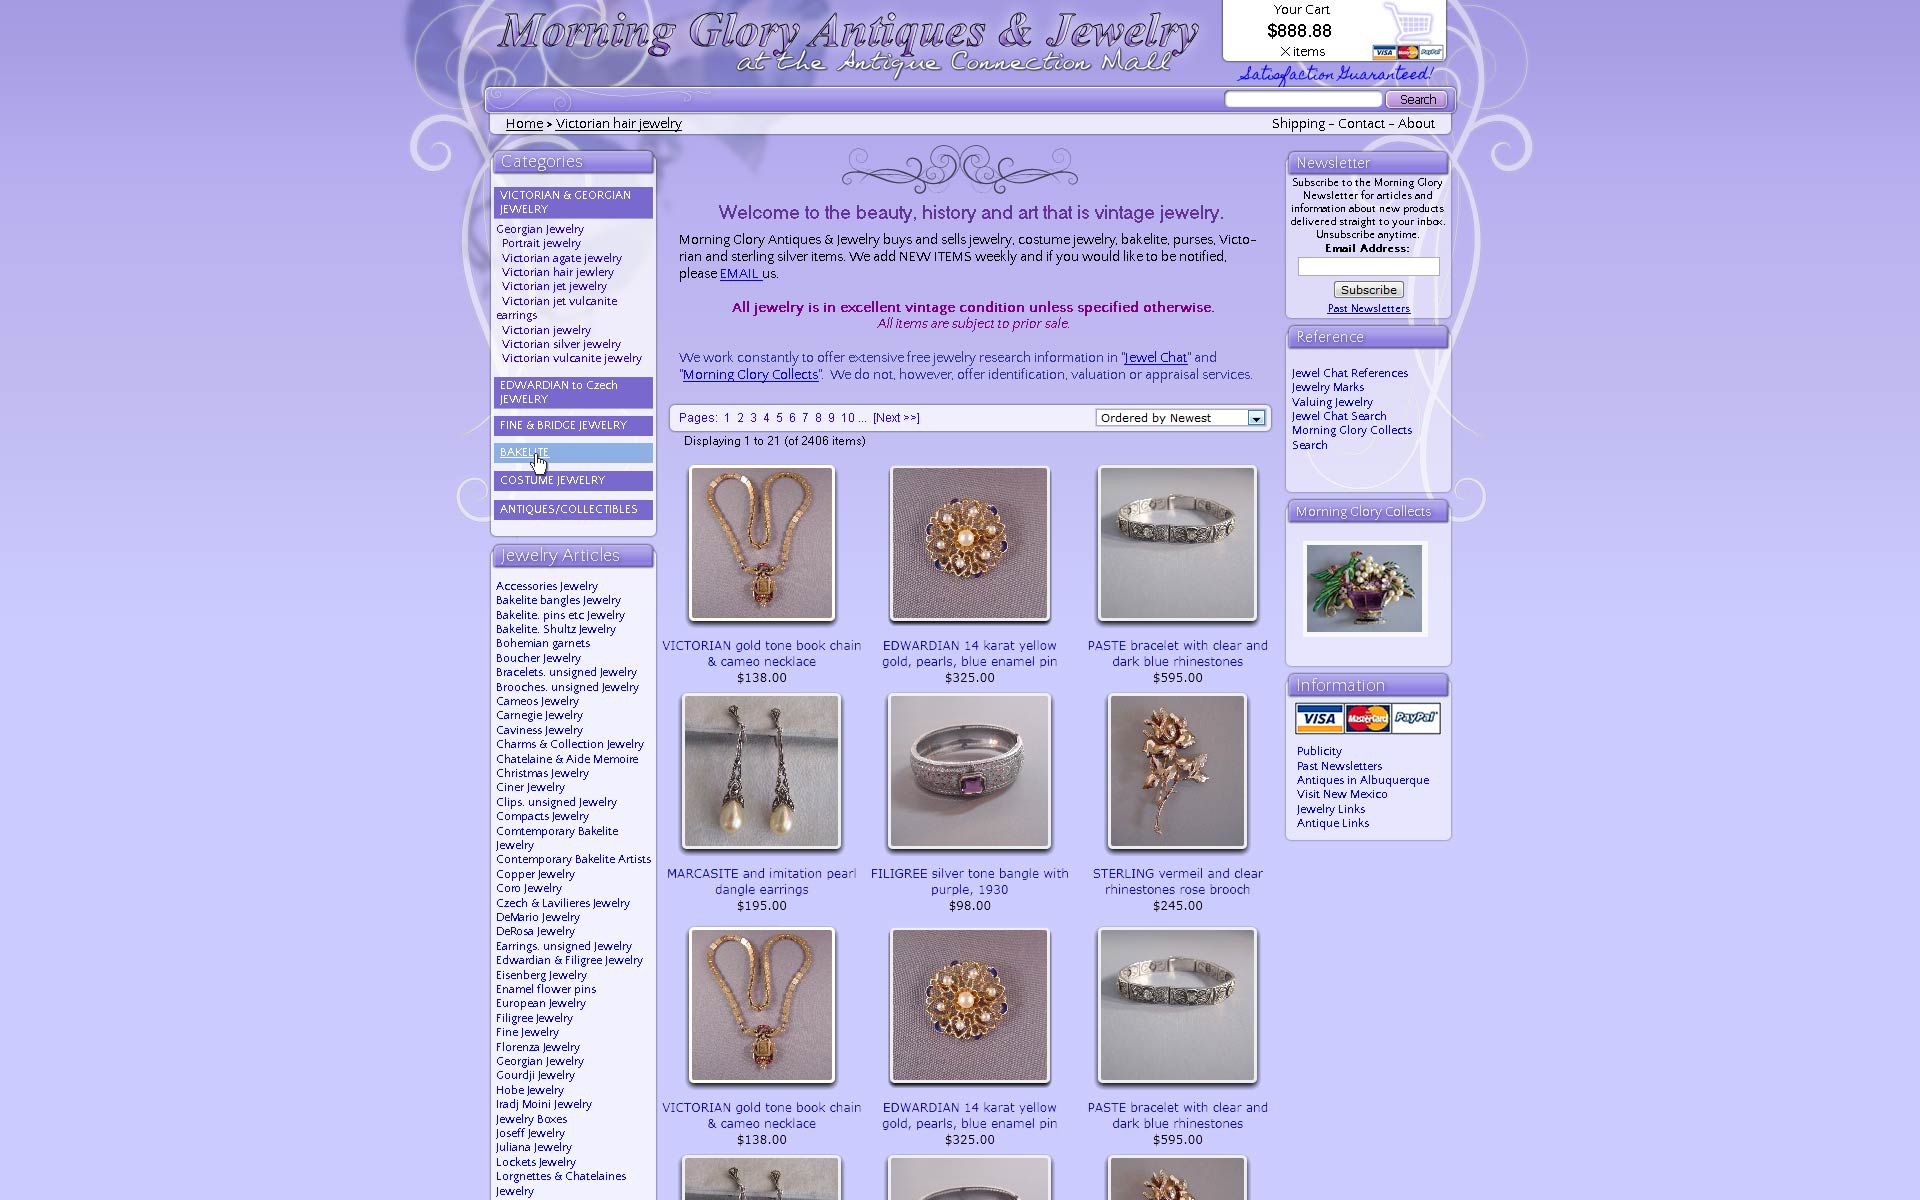 Morning Glory Antiques & Jewelry
at the Antique Connection Mall
Your Cart
$888.88
X items
VISA MasterCard PayPal
Satisfaction Guaranteed!
Search
Home > Victorian hair jewelry
Shipping - Contact - About
Categories
VICTORIAN & GEORGIAN
JEWELRY
Georgian Jewelry
Portrait jewelry
Victorian agate jewelry
Victorian hair jewlery
Victorian jet jewelry
Victorian jet vulcanite
earrings
Victorian jewelry
Victorian silver jewelry
Victorian vulcanite jewelry
EDWARDIAN to Czech
JEWELRY
FINE & BRIDGE JEWELRY
BAKELITE
COSTUME JEWELRY
ANTIQUES/COLLECTIBLES
Jewelry Articles
Accessories Jewelry
Bakelite bangles Jewelry
Bakelite. pins etc Jewelry
Bakelite. Shultz Jewelry
Bohemian garnets
Boucher Jewelry
Bracelets. unsigned Jewelry
Brooches. unsigned Jewelry
Cameos Jewelry
Carnegie Jewelry
Caviness Jewelry
Charms & Collection Jewelry
Chatelaine & Aide Memoire
Christmas Jewelry
Ciner Jewelry
Clips. unsigned Jewelry
Compacts Jewelry
Comtemporary Bakelite
Jewelry
Contemporary Bakelite Artists
Copper Jewelry
Coro Jewelry
Czech & Lavilieres Jewelry
DeMario Jewelry
DeRosa Jewelry
Earrings. unsigned Jewelry
Edwardian & Filigree Jewelry
Eisenberg Jewelry
Enamel flower pins
European Jewelry
Filigree Jewelry
Fine Jewelry
Florenza Jewelry
Georgian Jewelry
Gourdji Jewelry
Hobe Jewelry
Iradj Moini Jewelry
Jewelry Boxes
Joseff Jewelry
Juliana Jewelry
Lockets Jewelry
Lorgnettes & Chatelaines
Jewelry
Welcome to the beauty, history and art that is vintage jewelry.
Morning Glory Antiques & Jewelry buys and sells jewelry, costume jewelry, bakelite, purses, Victo-
rian and sterling silver items. We add NEW ITEMS weekly and if you would like to be notified,
please EMAIL us.
All jewelry is in excellent vintage condition unless specified otherwise.
All items are subject to prior sale.
We work constantly to offer extensive free jewelry research information in "Jewel Chat" and
"Morning Glory Collects". We do not, however, offer identification, valuation or appraisal services.
Pages: 1 2 3 4 5 6 7 8 9 10 ... [Next >>]
Ordered by Newest
Displaying 1 to 21 (of 2406 items)
VICTORIAN gold tone book chain
& cameo necklace
$138.00
EDWARDIAN 14 karat yellow
gold, pearls, blue enamel pin
$325.00
PASTE bracelet with clear and
dark blue rhinestones
$595.00
MARCASITE and imitation pearl
dangle earrings
$195.00
FILIGREE silver tone bangle with
purple, 1930
$98.00
STERLING vermeil and clear
rhinestones rose brooch
$245.00
VICTORIAN gold tone book chain
& cameo necklace
$138.00
EDWARDIAN 14 karat yellow
gold, pearls, blue enamel pin
$325.00
PASTE bracelet with clear and
dark blue rhinestones
$595.00
Newsletter
Subscribe to the Morning Glory
Newsletter for articles and
information about new products
delivered straight to your inbox.
Unsubscribe anytime.
Email Address:
Subscribe
Past Newsletters
Reference
Jewel Chat References
Jewelry Marks
Valuing Jewelry
Jewel Chat Search
Morning Glory Collects
Search
Morning Glory Collects
Information
VISA MasterCard PayPal
Publicity
Past Newsletters
Antiques in Albuquerque
Visit New Mexico
Jewelry Links
Antique Links